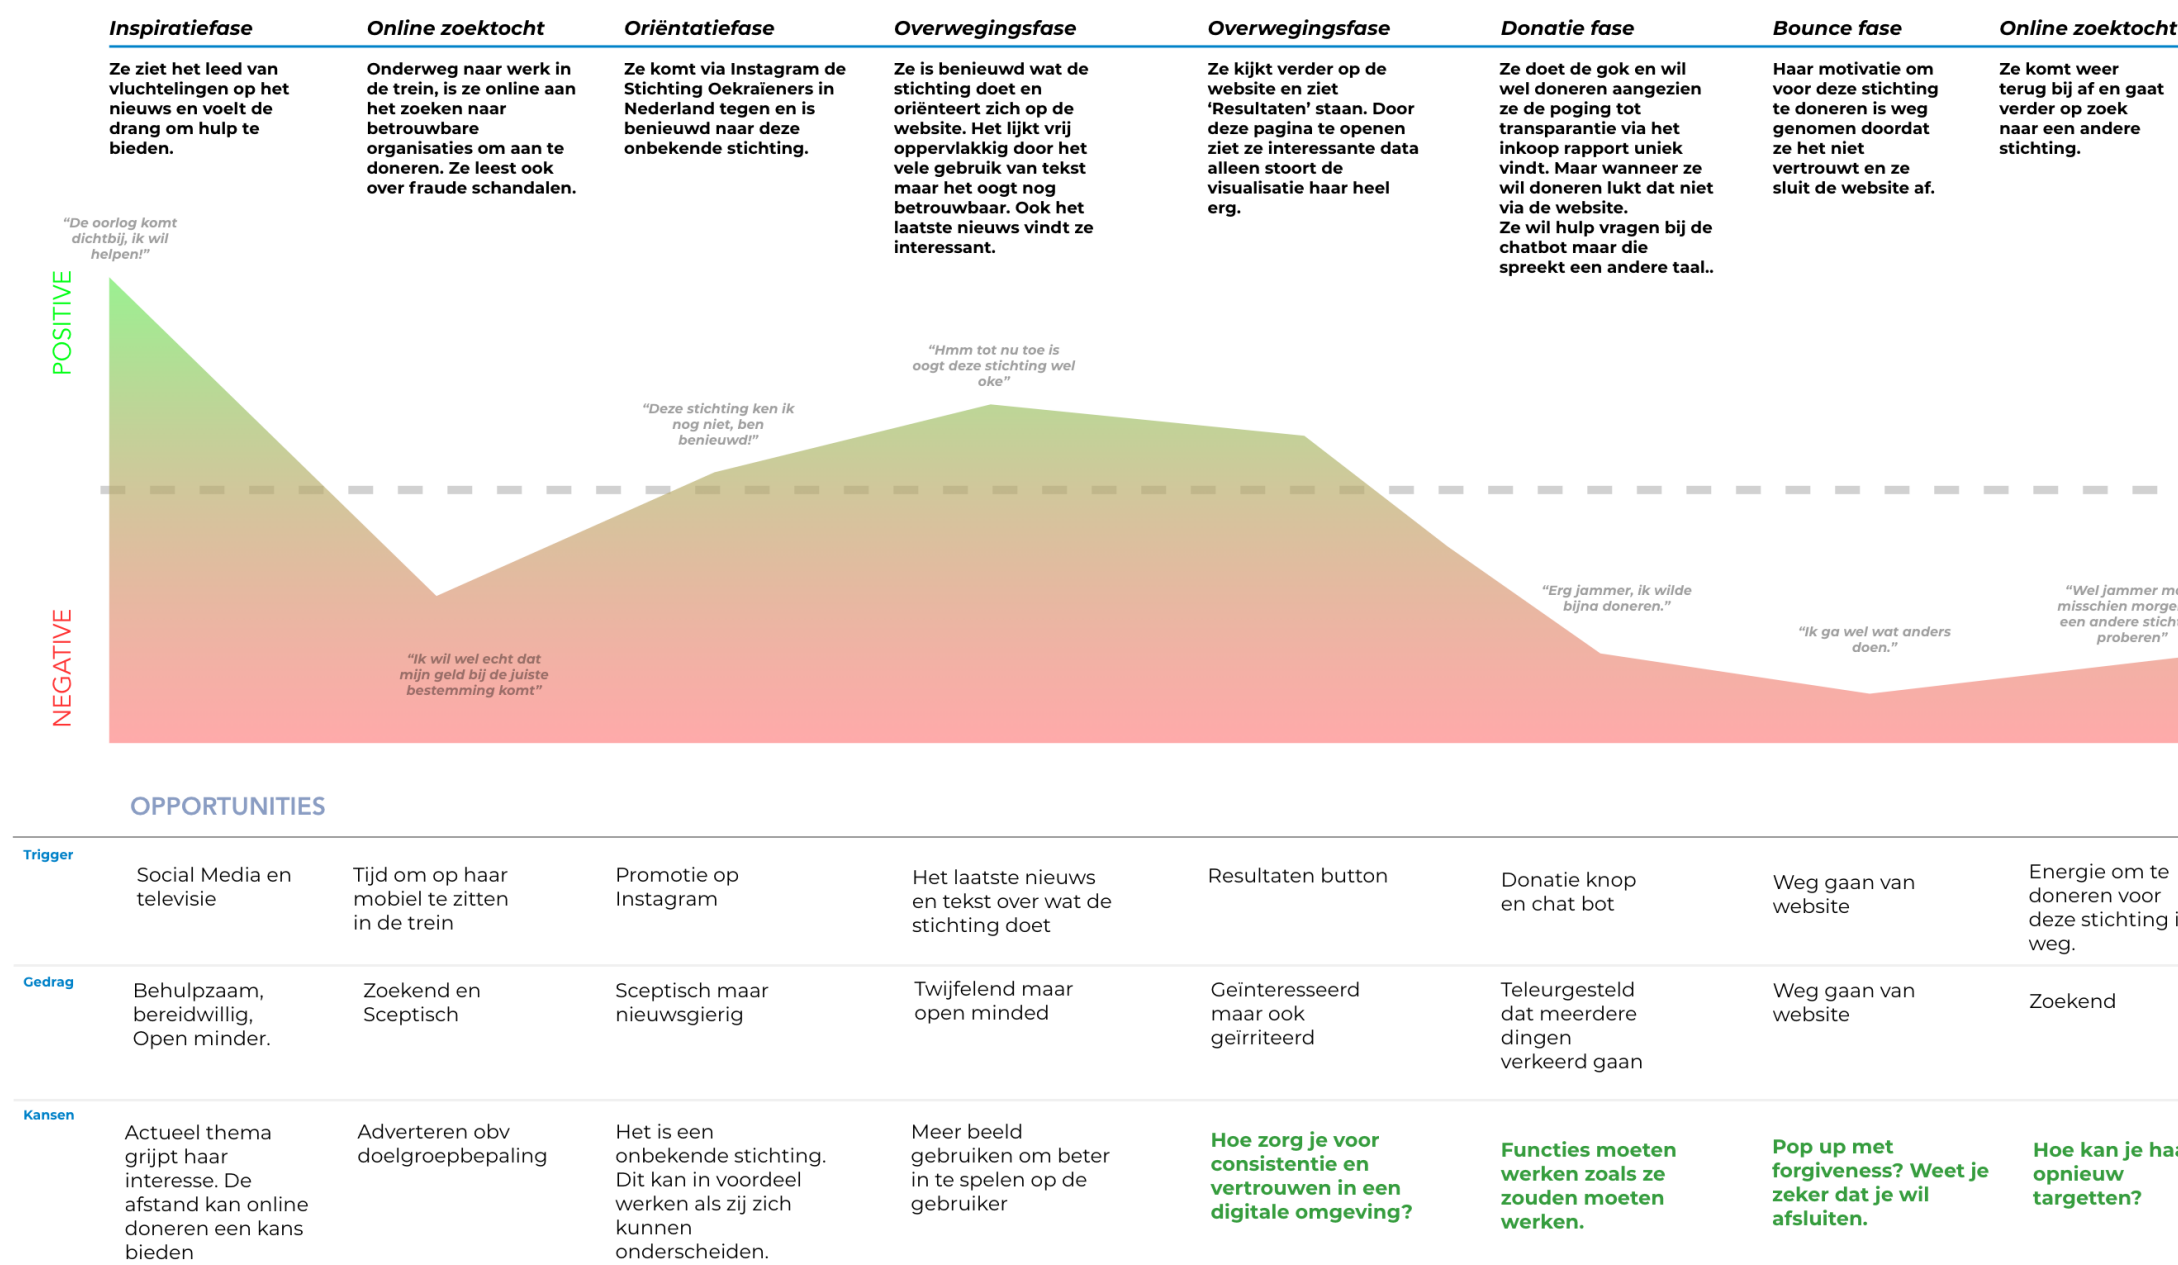 Inspiratiefase
Online zoektocht
Oriëntatiefase
Overwegingsfase
Overwegingsfase
Donatie fase
Bounce fase
Online zoektocht
Ze ziet het leed van
vluchtelingen op het
nieuws en voelt de
drang om hulp te
bieden.
Onderweg naar werk in
de trein, is ze online aan
het zoeken naar
betrouwbare
organisaties om aan te
doneren. Ze leest ook
over fraude schandalen.
Ze komt via Instagram de
Stichting Oekraïeners in
Nederland tegen en is
benieuwd naar deze
onbekende stichting.
Ze is benieuwd wat de
stichting doet en
oriënteert zich op de
website. Het lijkt vrij
oppervlakkig door het
vele gebruik van tekst
maar het oogt nog
betrouwbaar. Ook het
laatste nieuws vindt ze
interessant.
Ze kijkt verder op de
website en ziet
‘Resultaten’ staan. Door
deze pagina te openen
ziet ze interessante data
alleen stoort de
visualisatie haar heel
erg.
Ze doet de gok en wil
wel doneren aangezien
ze de poging tot
transparantie via het
inkoop rapport uniek
vindt. Maar wanneer ze
wil doneren lukt dat niet
via de website.
Ze wil hulp vragen bij de
chatbot maar die
spreekt een andere taal..
Haar motivatie om
voor deze stichting
te doneren is weg
genomen doordat
ze het niet
vertrouwt en ze
sluit de website af.
Ze komt weer
terug bij af en gaat
verder op zoek
naar een andere
stichting.
POSITIVE
NEGATIVE
“De oorlog komt
dichtbij, ik wil
helpen!”
“Ik wil wel echt dat
mijn geld bij de juiste
bestemming komt”
“Deze stichting ken ik
nog niet, ben
benieuwd!”
“Hmm tot nu toe is
oogt deze stichting wel
oke”
“Erg jammer, ik wilde
bijna doneren.”
“Ik ga wel wat anders
doen.”
“Wel jammer
misschien
een andere
proberen”
OPPORTUNITIES
Trigger
Social Media en
televisie
Tijd om op haar
mobiel te zitten
in de trein
Promotie op
Instagram
Het laatste nieuws
en tekst over wat de
stichting doet
Resultaten button
Donatie knop
en chat bot
Weg gaan van
website
Energie om te
doneren voor
deze stichting
weg.
Gedrag
Behulpzaam,
bereidwillig,
Open minder.
Zoekend en
Sceptisch
Sceptisch maar
nieuwsgierig
Twijfelend maar
open minded
Geïnteresseerd
maar ook
geïrriteerd
Teleurgesteld
dat meerdere
dingen
verkeerd gaan
Weg gaan van
website
Zoekend
Kansen
Actueel thema
grijpt haar
interesse. De
afstand kan online
doneren een kans
bieden
Adverteren obv
doelgroepbepaling
Het is een
onbekende stichting.
Dit kan in voordeel
werken als zij zich
kunnen
onderscheiden.
Meer beeld
gebruiken om beter
in te spelen op de
gebruiker
Hoe zorg je voor
consistentie en
vertrouwen in een
digitale omgeving?
Functies moeten
werken zoals ze
zouden moeten
werken.
Pop up met
forgiveness? Weet je
zeker dat je wil
afsluiten.
Hoe kan je
opnieuw
targetten?